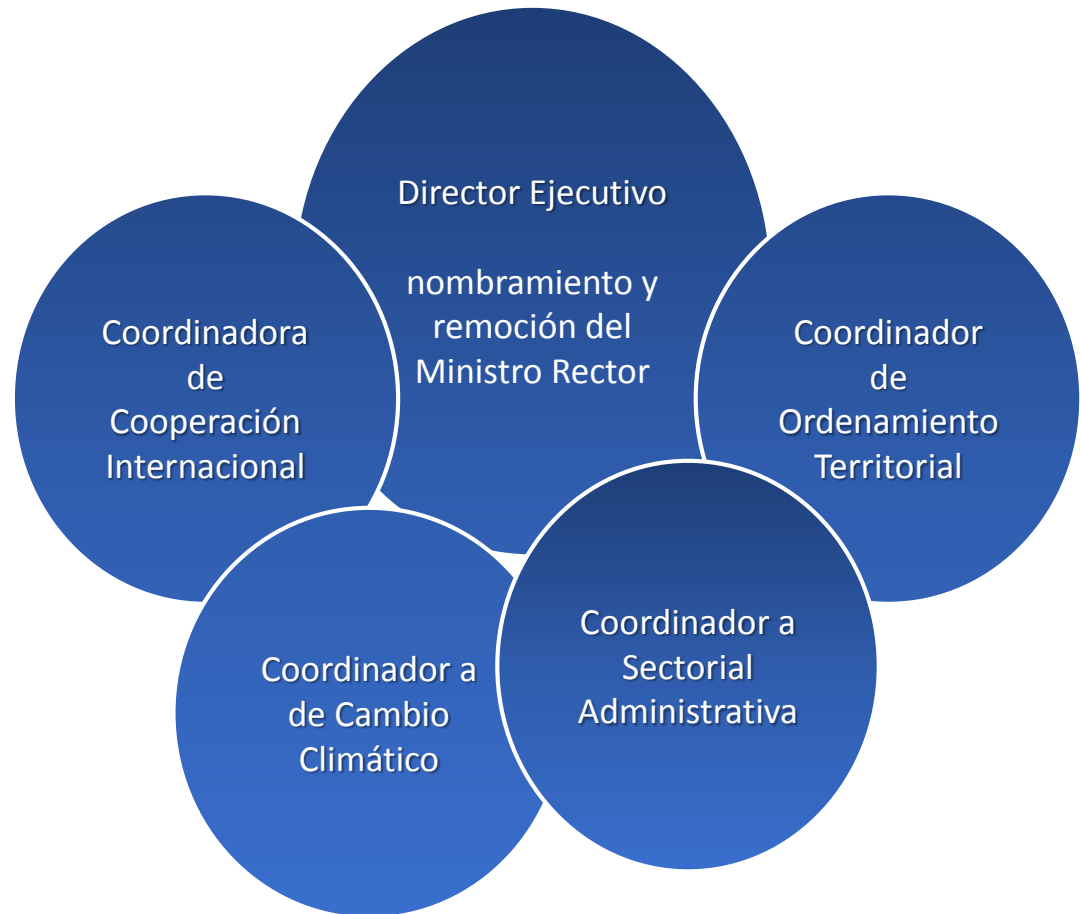 Director Ejecutivo
nombramiento y
remoción del
Ministro Rector
Coordinadora
de
Cooperación
Internacional
Coordinador
de
Ordenamiento
Territorial
Coordinador a
de Cambio
Climático
Coordinador a
Sectorial
Administrativa